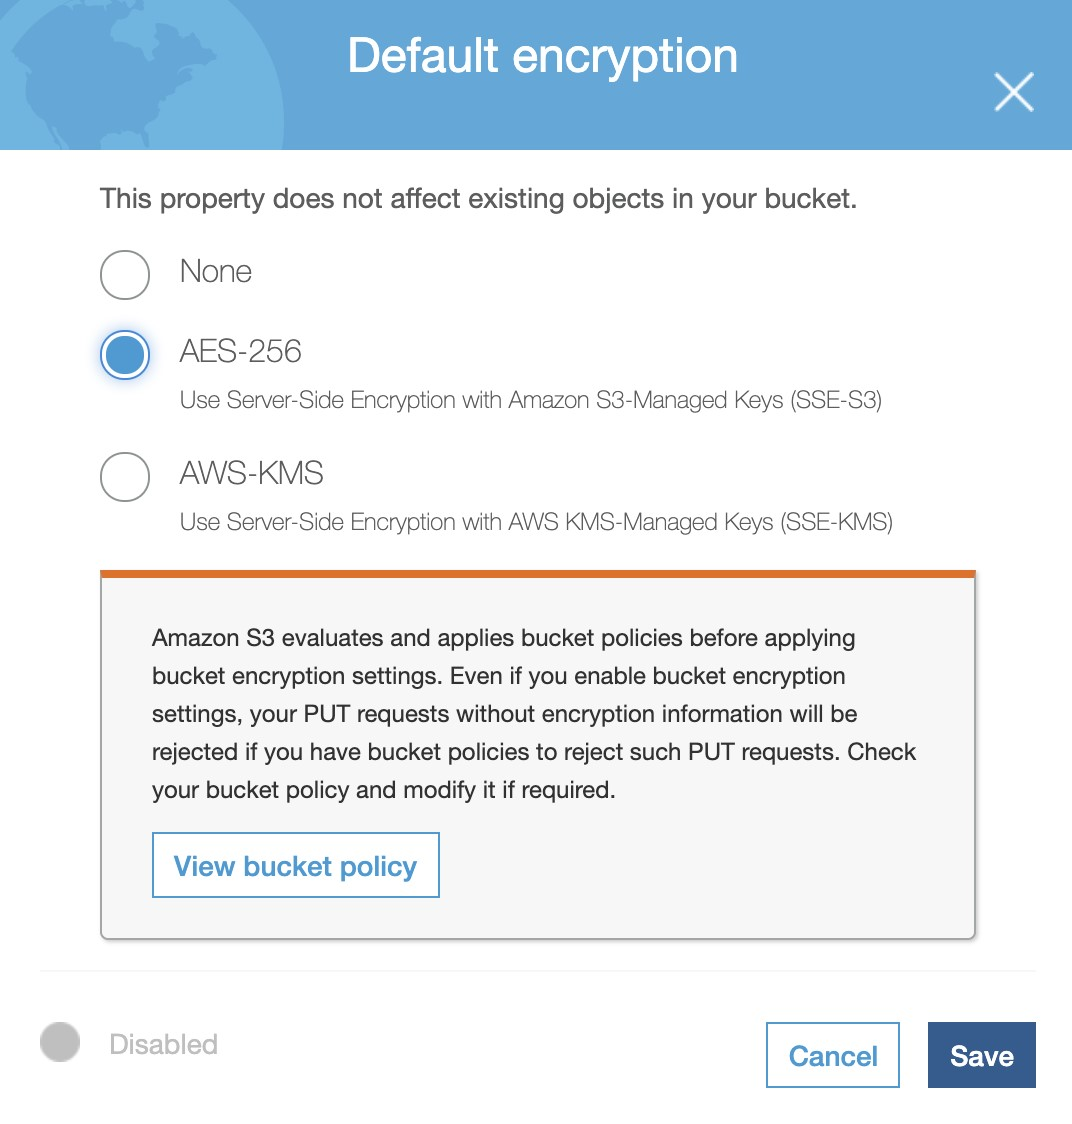 Default encryption
This property does not affect existing objects in your bucket.
None
AES-256
Use Server-Side Encryption with Amazon S3-Managed Keys (SSE-S3)
AWS-KMS
Use Server-Side Encryption with AWS KMS-Managed Keys (SSE-KMS)
Amazon S3 evaluates and applies bucket policies before applying
bucket encryption settings. Even if you enable bucket encryption
settings, your PUT requests without encryption information will be
rejected if you have bucket policies to reject such PUT requests. Check
your bucket policy and modify it if required.
View bucket policy
Disabled
Cancel
Save